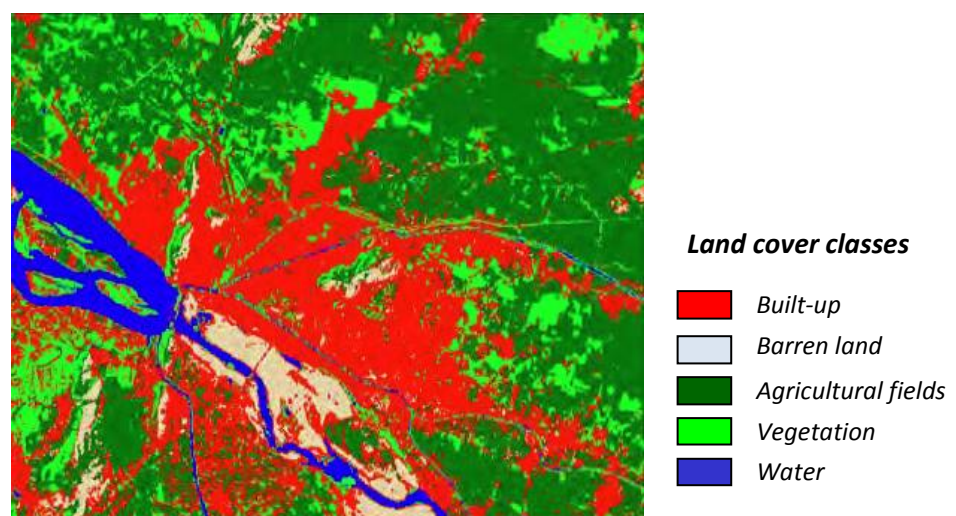 Land cover classes
Built-up
Barren land
Agricultural fields
Vegetation
Water